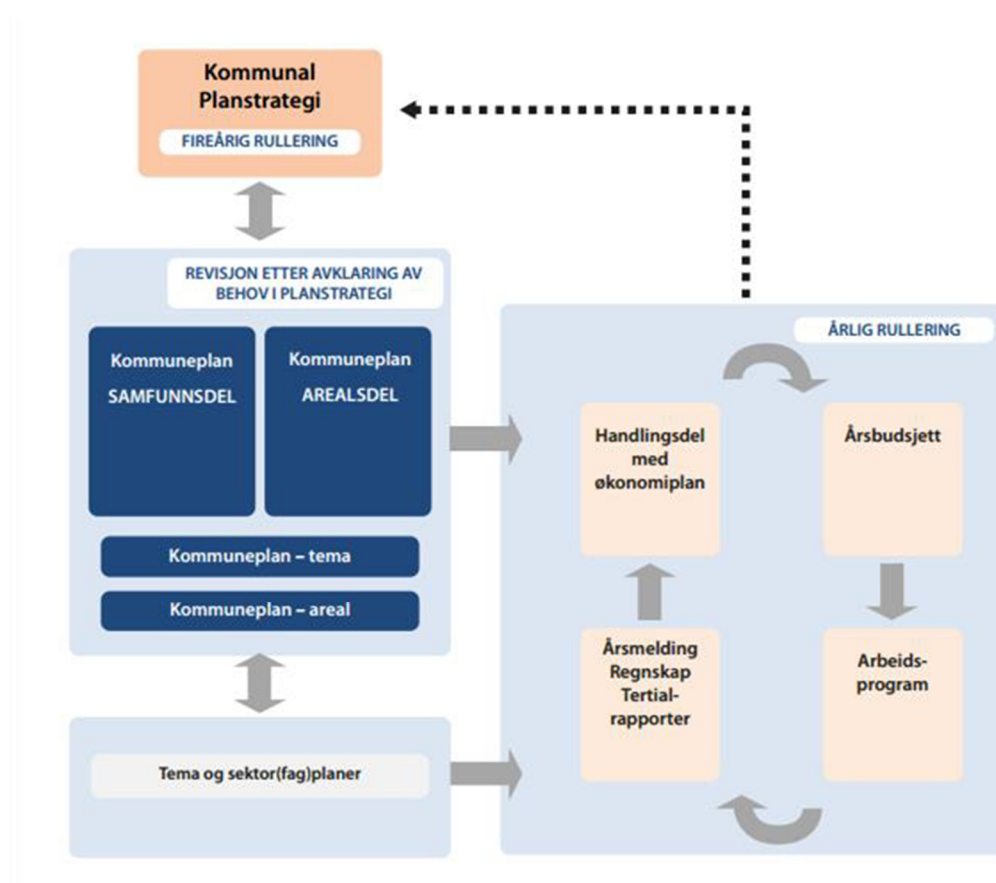 Kommunal
Planstrategi
FIREÅRIG RULLERING
REVISJON ETTER AVKLARING AV
BEHOV I PLANSTRATEGI
Kommuneplan
SAMFUNNSDEL
Kommuneplan
AREALSDEL
Kommuneplan – tema
Kommuneplan – areal
Tema og sektor(fag)planer
ÅRLIG RULLERING
Handlingsdel
med
økonomiplan
Årsbudsjett
Årsmelding
Regnskap
Tertial-
rapporter
Arbeids-
program